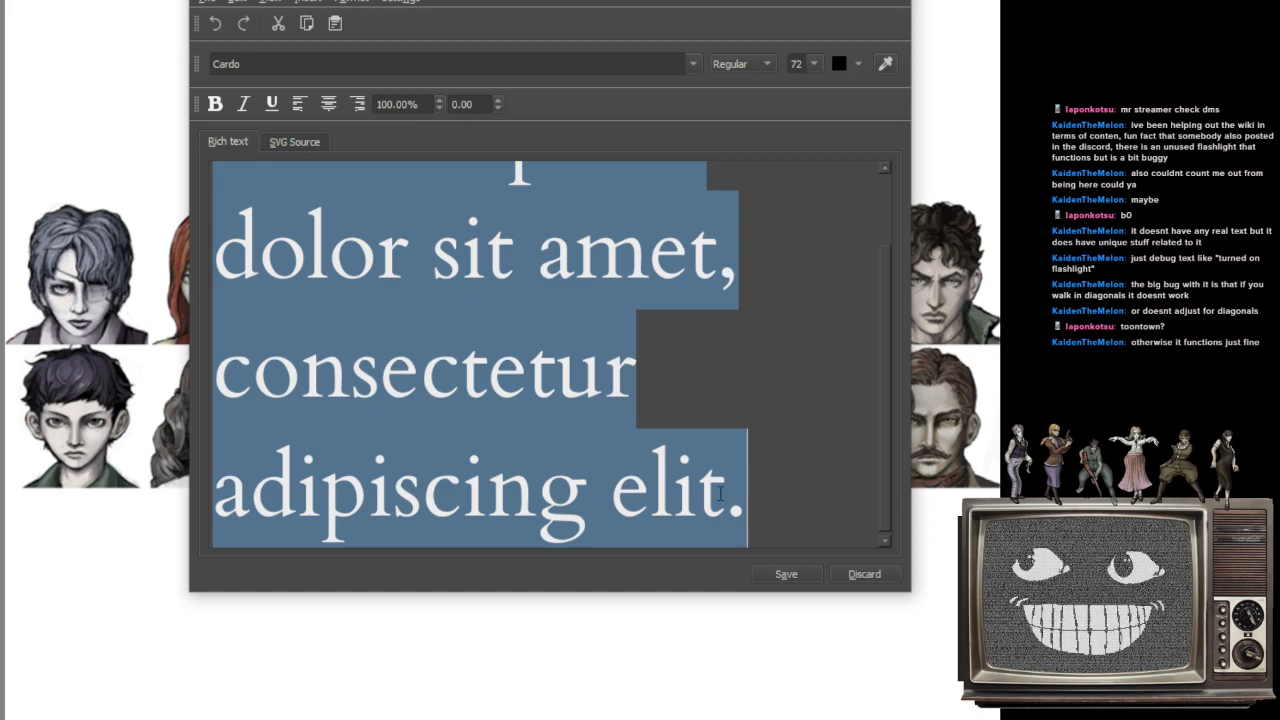 Cardo
Regular
72
B I U
100.00%
0.00
Rich text
SVG Source
dolor sit amet,
consectetur
adipiscing elit.
Save
Discard
laponkotsu: mr streamer check dms
KaidenTheMelon: ive been helping out the wiki in
terms of conten, fun fact that somebody also posted
in the discord, there is an unused flashlight that
functions but is a bit buggy
KaidenTheMelon: also couldnt count me out from
being here could ya
KaidenTheMelon: maybe
laponkotsu: b0
KaidenTheMelon: it doesnt have any real text but it
does have unique stuff related to it
KaidenTheMelon: just debug text like "turned on
flashlight"
KaidenTheMelon: the big bug with it is that if you
walk in diagonals it doesnt work
KaidenTheMelon: or doesnt adjust for diagonals
laponkotsu: toontown?
KaidenTheMelon: otherwise it functions just fine